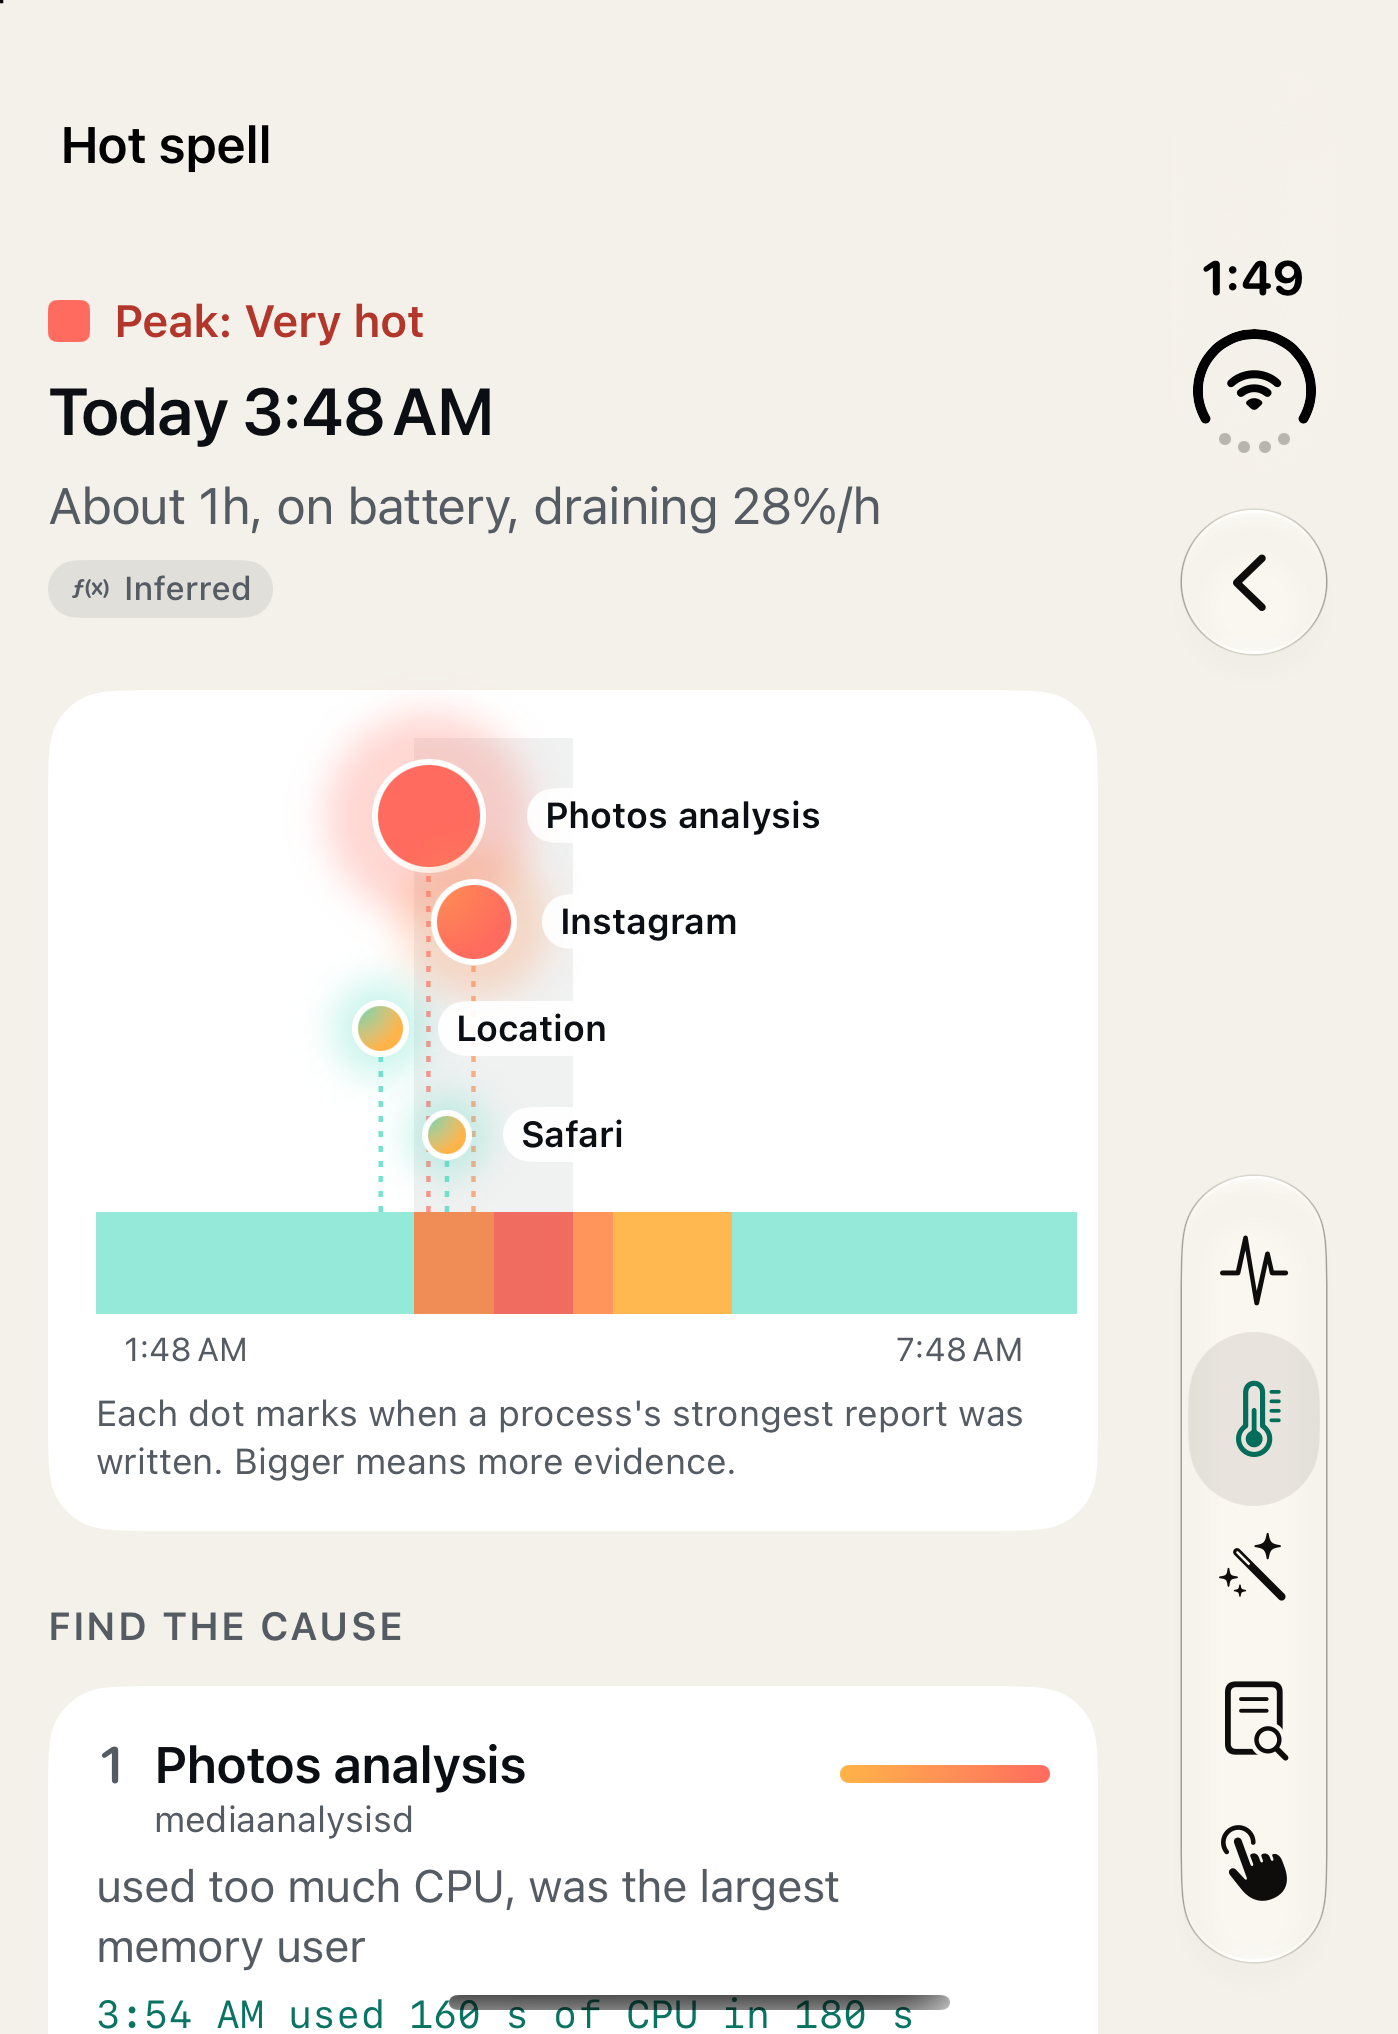 Hot spell
1:49
Peak: Very hot
Today 3:48 AM
About 1h, on battery, draining 28%/h
f(x) Inferred
Photos analysis
Instagram
Location
Safari
1:48 AM
7:48 AM
Each dot marks when a process's strongest report was
written. Bigger means more evidence.
FIND THE CAUSE
1 Photos analysis
mediaanalysisd
used too much CPU, was the largest
memory user
3:54 AM used 160 s of CPU in 180 s